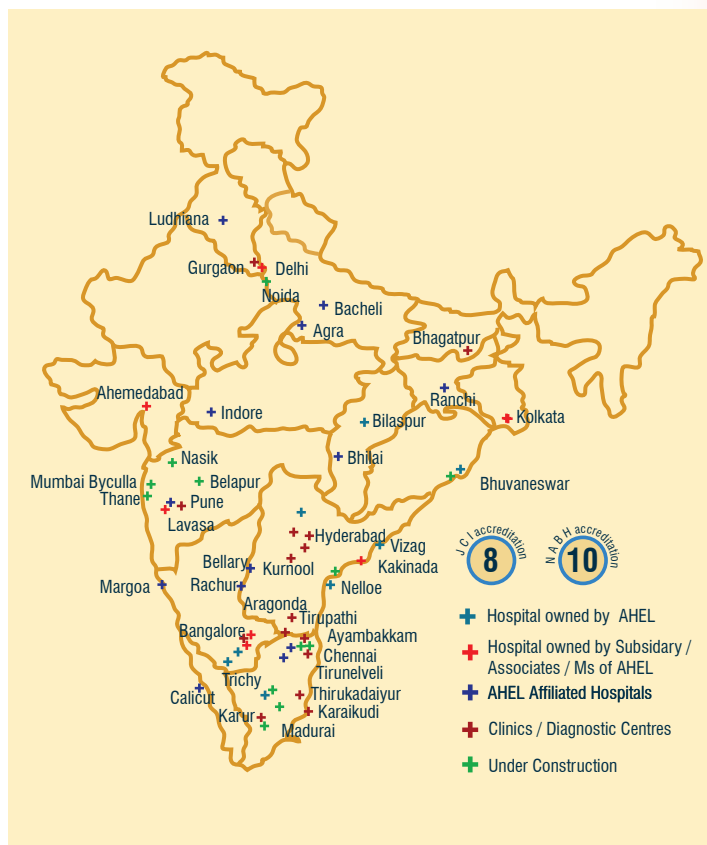 Ludhiana
Gurgaon
Delhi
Noida
Bacheli
Agra
Bhagatpur
Ahemedabad
Ranchi
Indore
Bilaspur
Kolkata
Nasik
Bhilai
Mumbai Byculla
Belapur
Bhuvaneswar
Thane
Pune
Lavasa
Hyderabad
Vizag
JCI accreditation
8
NABH accreditation
10
Bellary
Kurnool
Kakinada
Margoa
Rachur
Nelloe
Aragonda
Tirupathi
Hospital owned by AHEL
Bangalore
Ayambakkam
Hospital owned by Subsidary /
Associates / Ms of AHEL
Chennai
Tirunelveli
Trichy
AHEL Affiliated Hospitals
Calicut
Thirukadaiyur
Karur
Karaikudi
Clinics / Diagnostic Centres
Madurai
Under Construction